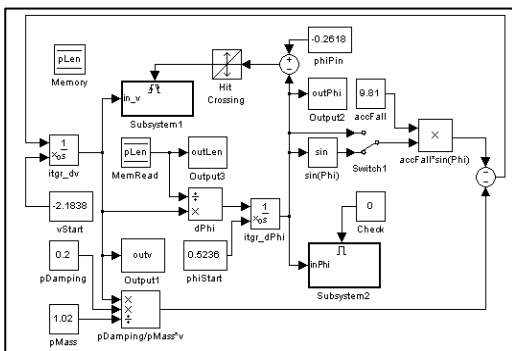 pLen
Memory
in_v
Subsystem1
Hit
Crossing
+
−
-0.2618
phiPin
outPhi
Output2
9.81
accFall
×
accFall*sin(Phi)
1
s
xo
itgr_dv
pLen
MemRead
outLen
Output3
sin
sin(Phi)
Switch1
−
−
-2.1838
vStart
÷
×
dPhi
1
s
xo
itgr_dPhi
0
Check
0.2
pDamping
outv
Output1
0.5236
phiStart
inPhi
Subsystem2
1.02
pMass
×
×
÷
pDamping/pMass*v